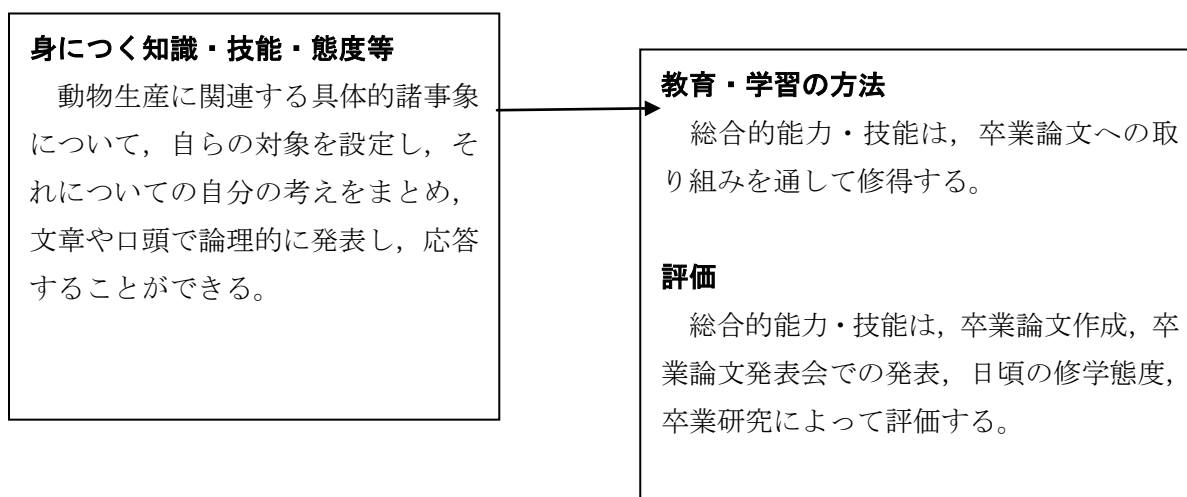 身につく知識・技能・態度等
動物生産に関連する具体的諸事象
について，自らの対象を設定し，そ
れについての自分の考えをまとめ，
文章や口頭で論理的に発表し，応答
することができる。
教育・学習の方法
総合的能力・技能は，卒業論文への取
り組みを通して修得する。
評価
総合的能力・技能は，卒業論文作成，卒
業論文発表会での発表，日頃の修学態度，
卒業研究によって評価する。